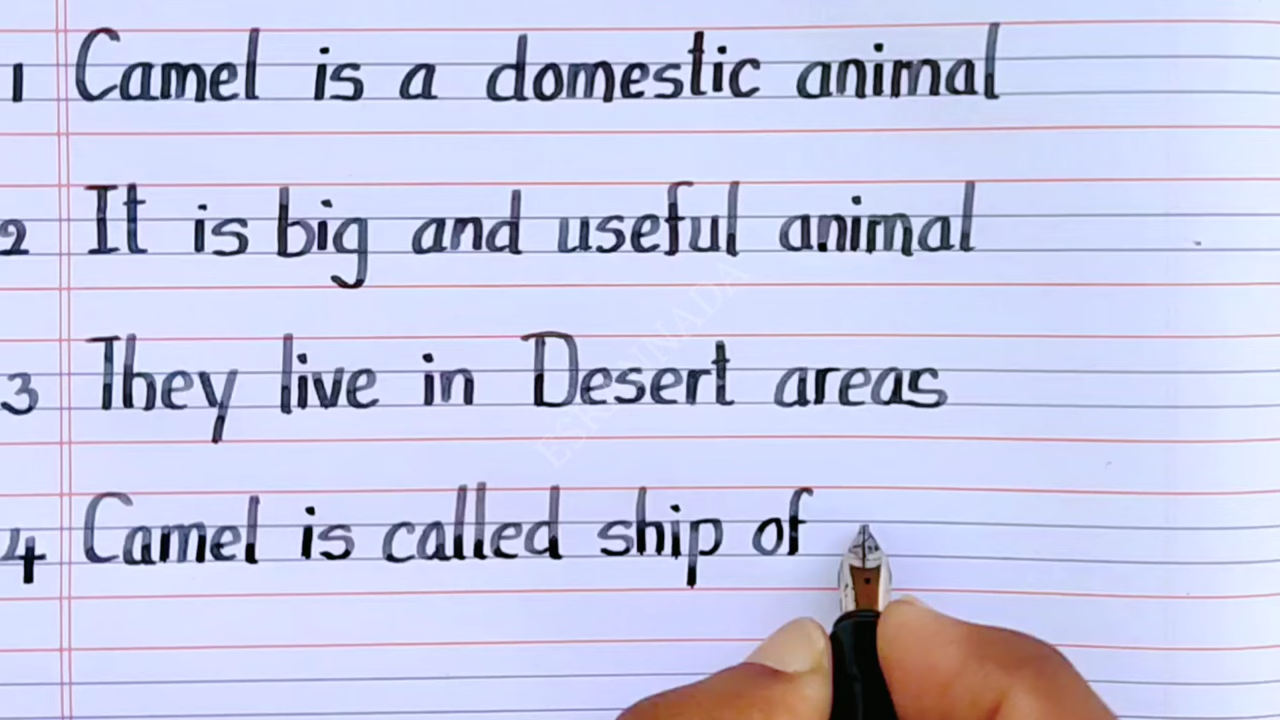 1 Camel is a domestic animal
2 It is big and useful animal
3 They live in Desert areas
4 Camel is called ship of